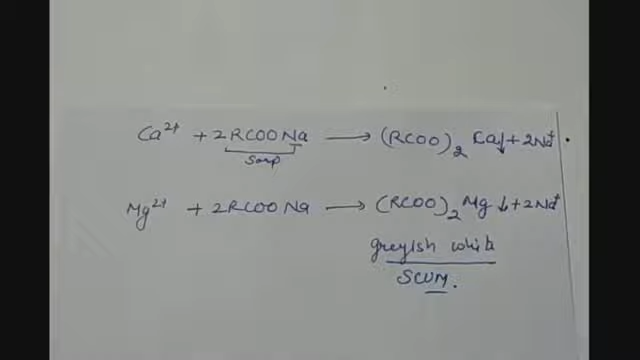 Ca²⁺ + 2RCOONa ⟶ (RCOO)₂ Ca↓ + 2Na⁺
Soap
Mg²⁺ + 2RCOONa ⟶ (RCOO)₂ Mg ↓ + 2Na⁺
greyish white
SCUM.